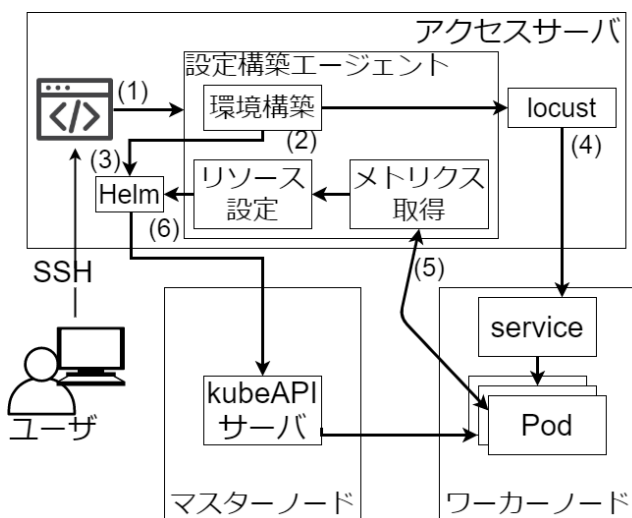 アクセスサーバ
設定構築エージェント
(1)
環境構築
locust
(2)
(4)
(3)
Helm
リソース
設定
メトリクス
取得
(6)
(5)
SSH
service
kubeAPI
サーバ
Pod
ユーザ
マスターノード
ワーカーノード